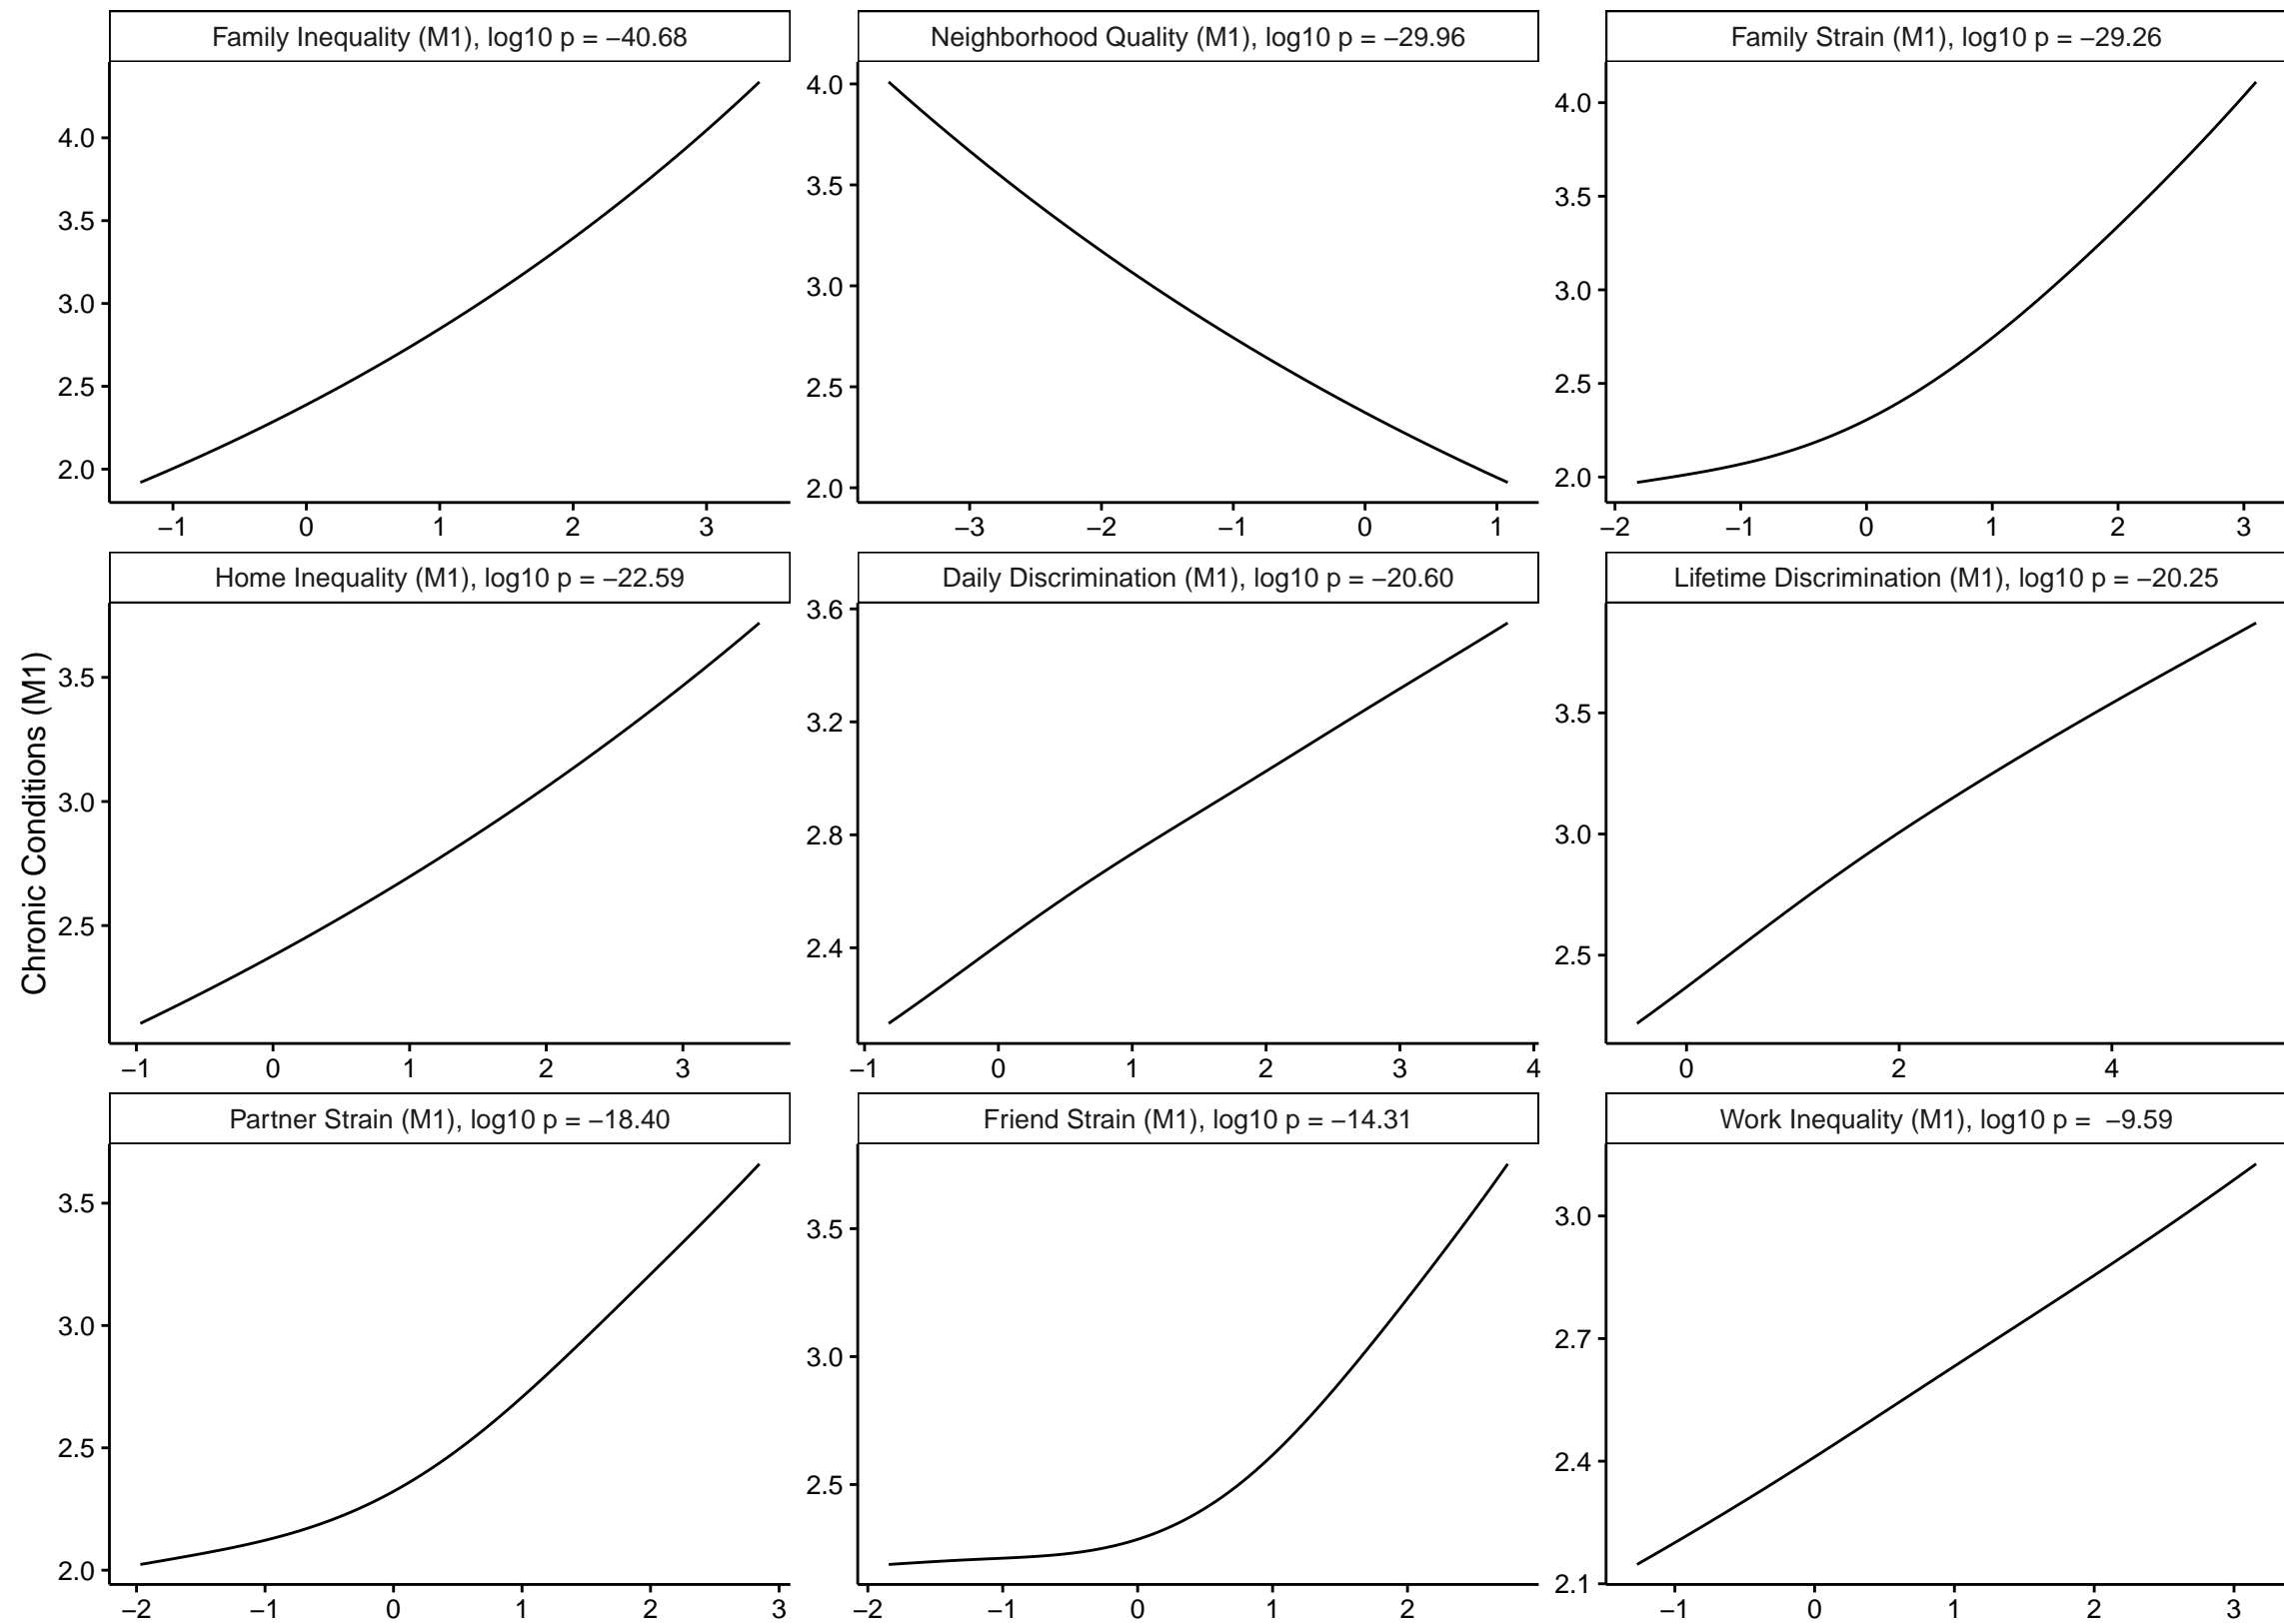 Family Inequality (M1), log10 p = −40.68
Neighborhood Quality (M1), log10 p = −29.96
Family Strain (M1), log10 p = −29.26
4.0
3.5
3.0
2.5
2.0
−1 0 1 2 3
4.0
3.5
3.0
2.5
2.0
−3 −2 −1 0 1
4.0
3.5
3.0
2.5
2.0
−2 −1 0 1 2 3
Chronic Conditions (M1)
Home Inequality (M1), log10 p = −22.59
Daily Discrimination (M1), log10 p = −20.60
Lifetime Discrimination (M1), log10 p = −20.25
3.5
3.0
2.5
−1 0 1 2 3
3.6
3.2
2.8
2.4
−1 0 1 2 3 4
3.5
3.0
2.5
0 2 4
Partner Strain (M1), log10 p = −18.40
Friend Strain (M1), log10 p = −14.31
Work Inequality (M1), log10 p =  −9.59
3.5
3.0
2.5
2.0
−2 −1 0 1 2 3
3.5
3.0
2.5
−2 −1 0 1 2
3.0
2.7
2.4
2.1
−1 0 1 2 3